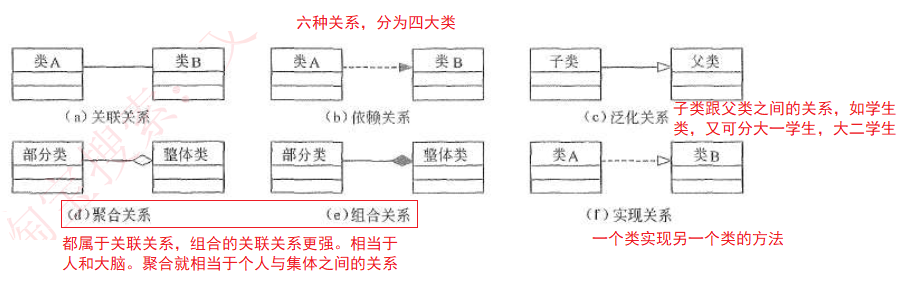 六种关系，分为四大类
类A
类B
类A
类B
子类
父类
(a)关联关系
(b)依赖关系
(c)泛化关系
子类跟父类之间的关系，如学生
类，又可分大一学生，大二学生
部分类
整体类
部分类
整体类
类A
类B
(d)聚合关系
(e)组合关系
(f)实现关系
都属于关联关系，组合的关联关系更强。相当于
人和大脑。聚合就相当于个人与集体之间的关系
一个类实现另一个类的方法
淘宝搜索：文